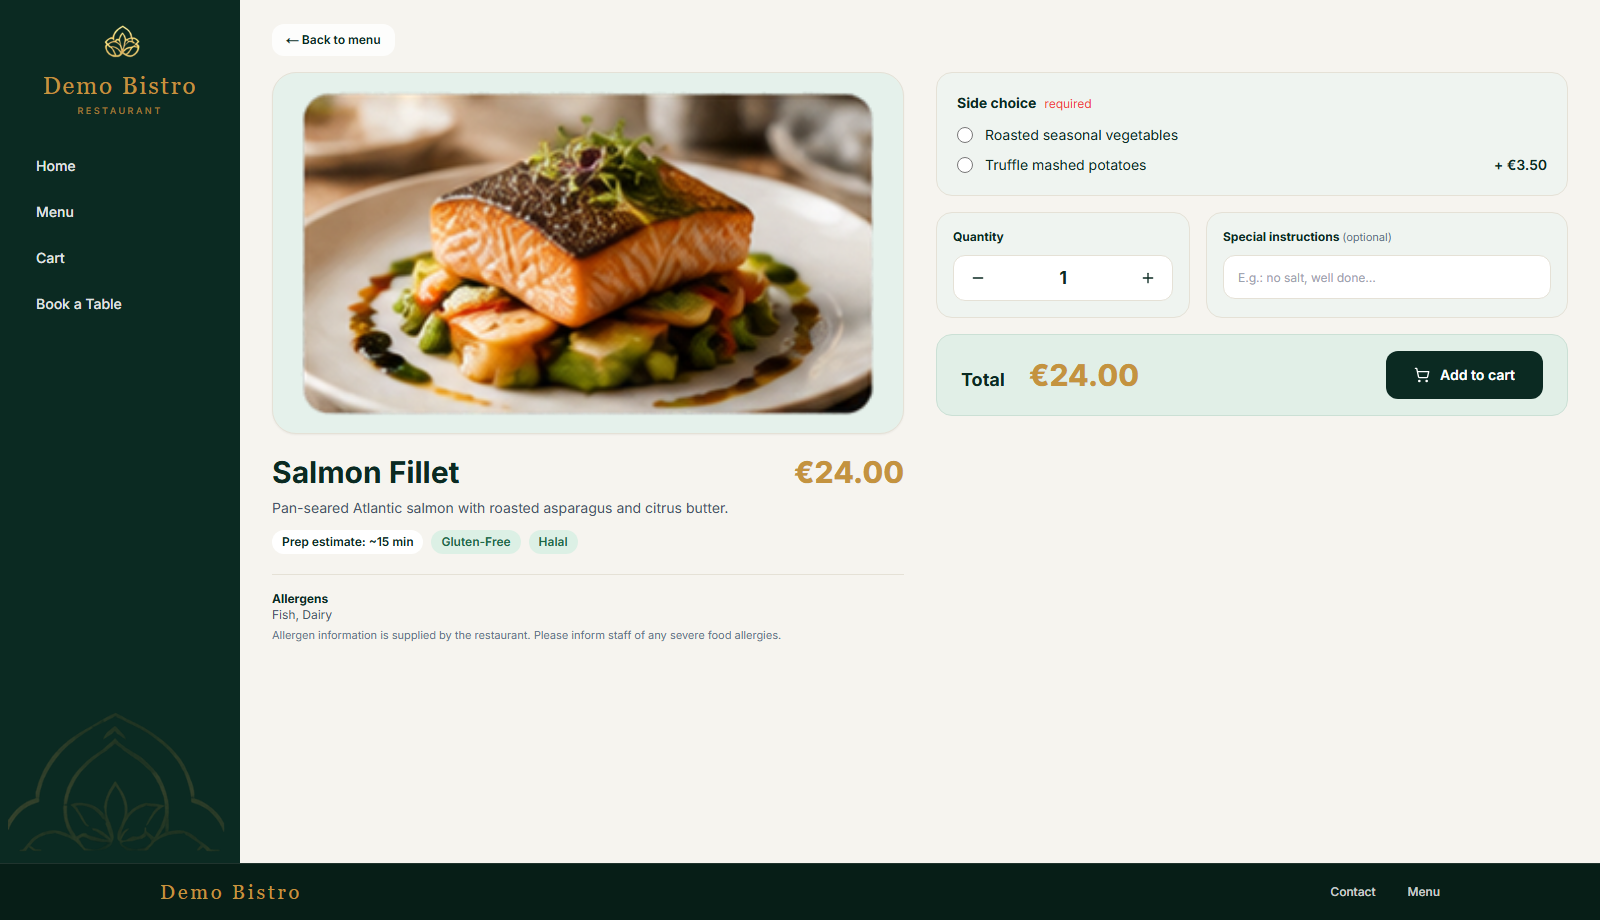 Demo Bistro
RESTAURANT
Home
Menu
Cart
Book a Table
← Back to menu
Salmon Fillet €24.00
Pan-seared Atlantic salmon with roasted asparagus and citrus butter.
Prep estimate: ~15 min Gluten-Free Halal
Allergens
Fish, Dairy
Allergen information is supplied by the restaurant. Please inform staff of any severe food allergies.
Side choice required
Roasted seasonal vegetables
Truffle mashed potatoes + €3.50
Quantity
− 1 +
Special instructions (optional)
E.g.: no salt, well done...
Total €24.00 Add to cart
Demo Bistro Contact Menu